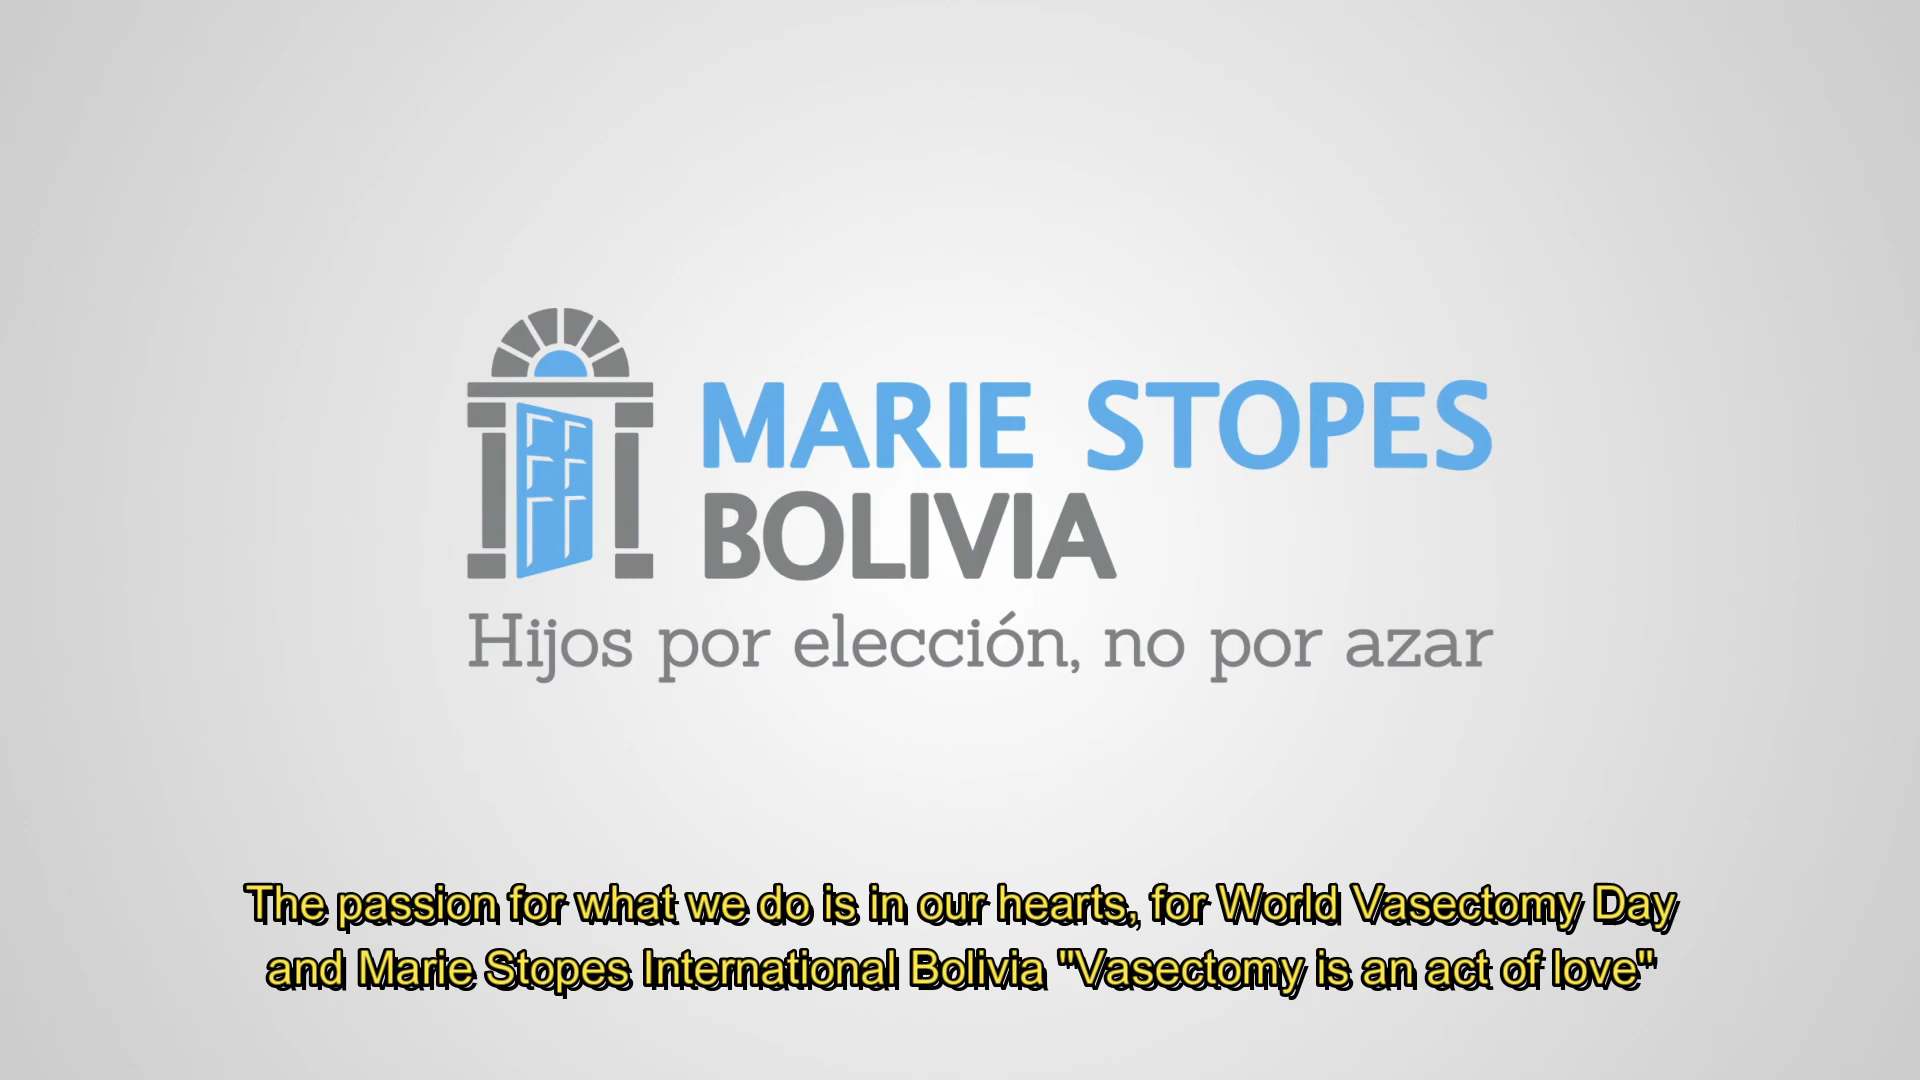 MARIE STOPES
BOLIVIA
Hijos por elección, no por azar
The passion for what we do is in our hearts, for World Vasectomy Day
and Marie Stopes International Bolivia "Vasectomy is an act of love"